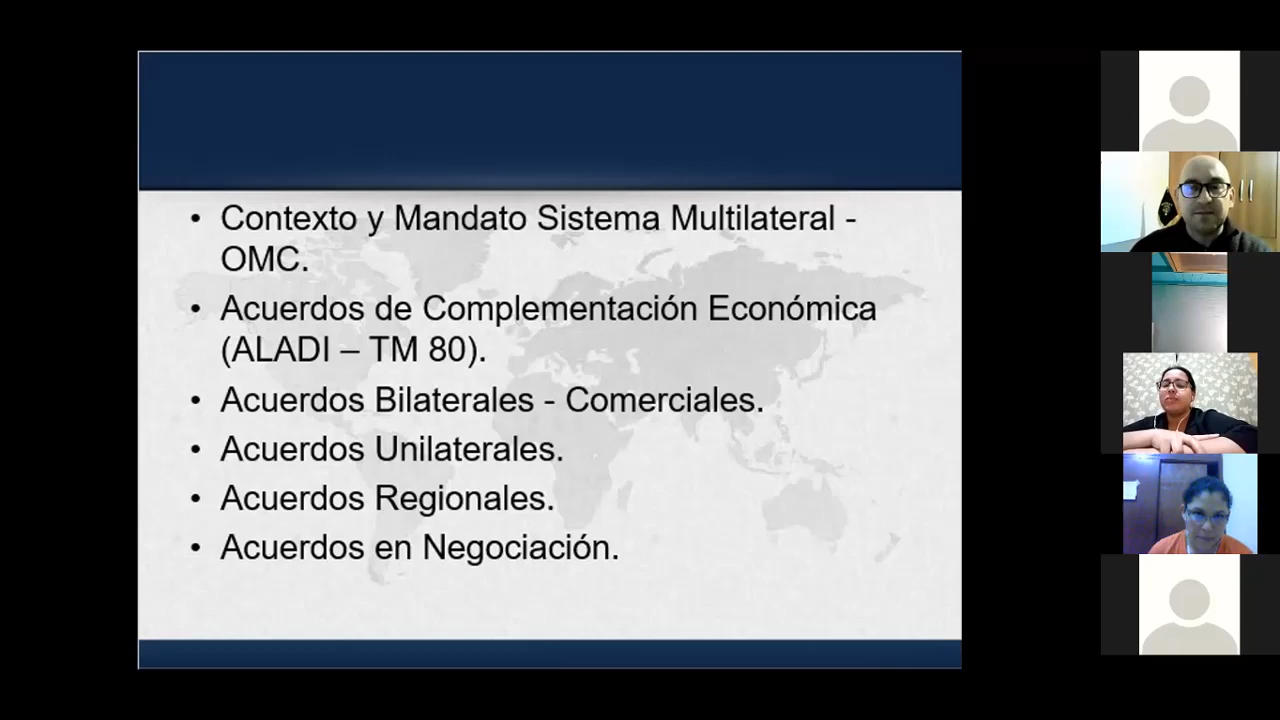 • Contexto y Mandato Sistema Multilateral -
OMC.
• Acuerdos de Complementación Económica
(ALADI – TM 80).
• Acuerdos Bilaterales - Comerciales.
• Acuerdos Unilaterales.
• Acuerdos Regionales.
• Acuerdos en Negociación.